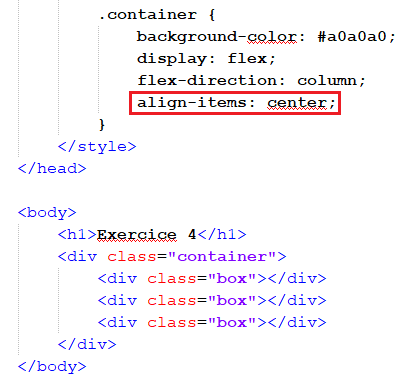 .container {
background-color: #a0a0a0;
display: flex;
flex-direction: column;
align-items: center;
}
</style>
</head>
<body>
<h1>Exercice 4</h1>
<div class="container">
<div class="box"></div>
<div class="box"></div>
<div class="box"></div>
</div>
</body>